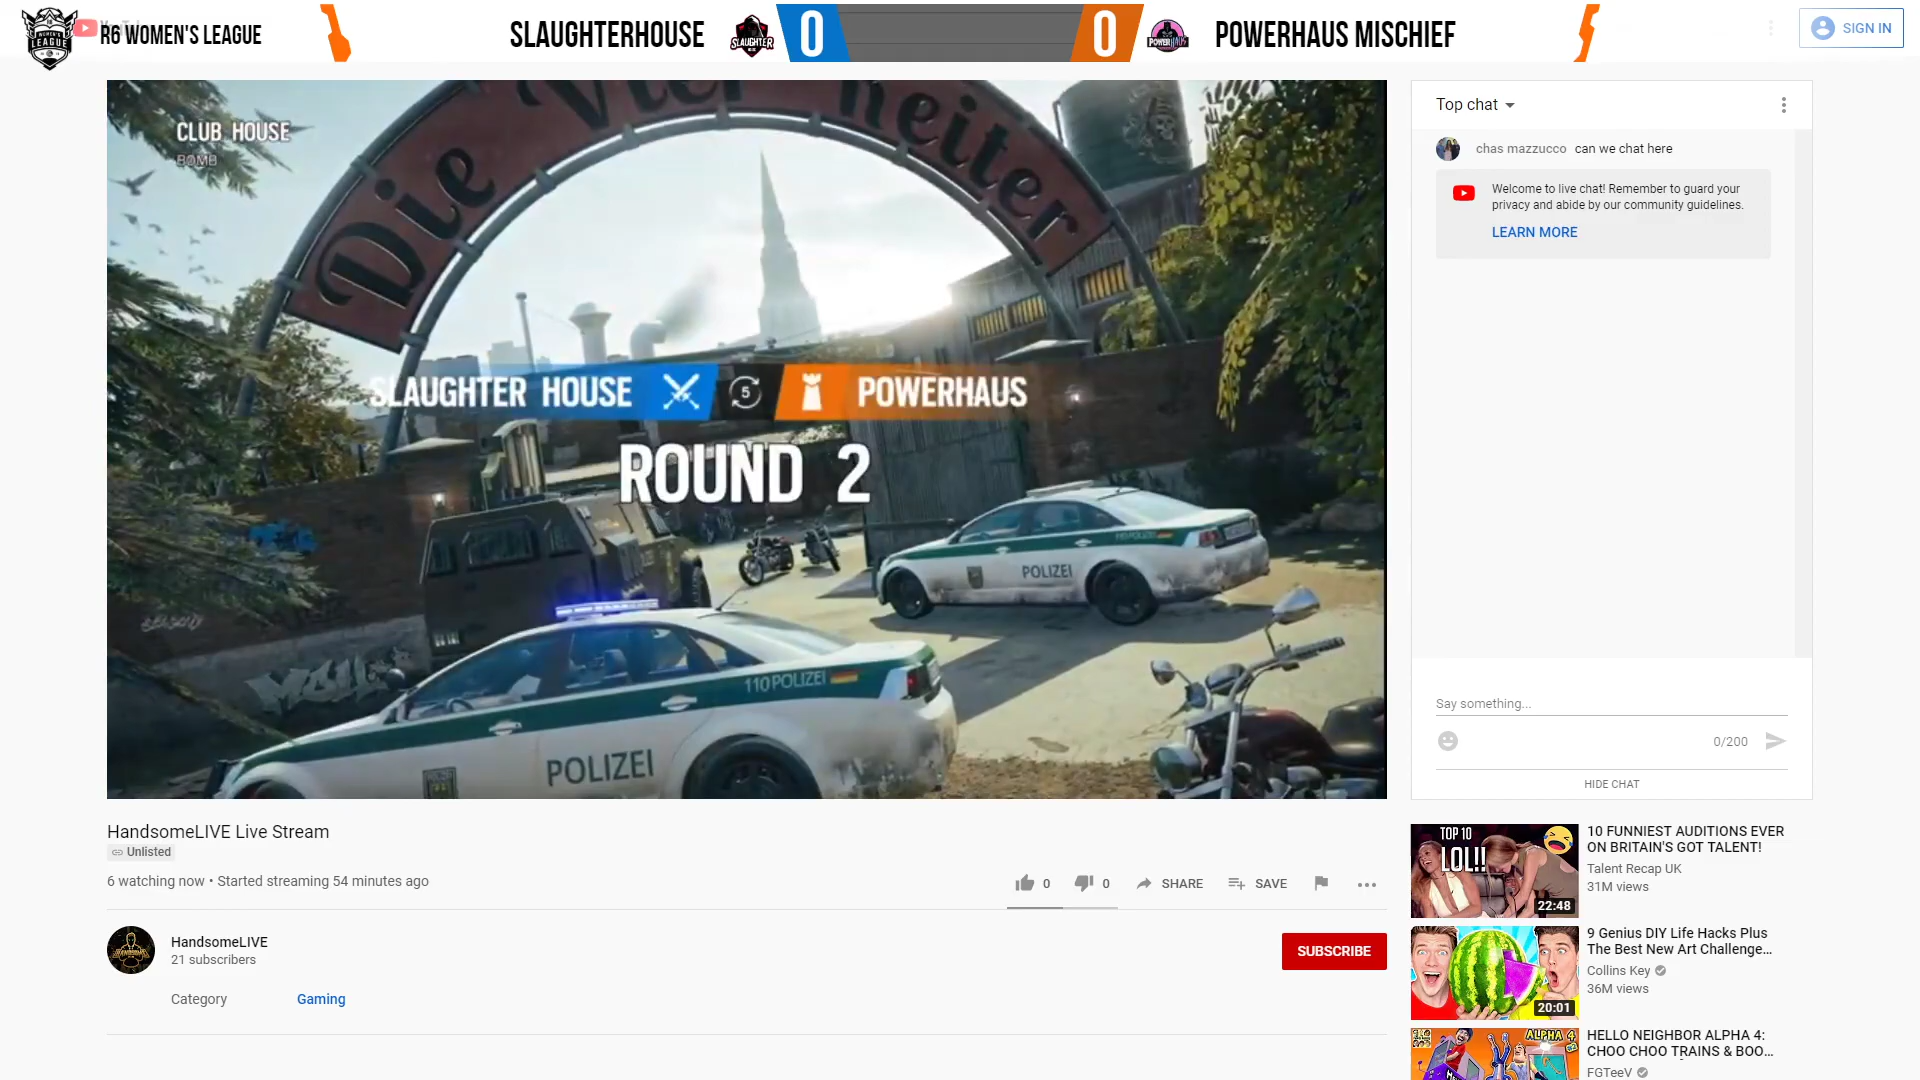 R6 WOMEN'S LEAGUE
SLAUGHTERHOUSE
SLAUGHTER
0
0
POWERHAUS
POWERHAUS MISCHIEF
SIGN IN
WOMEN'S
LEAGUE
CLUB HOUSE
BOMB
Die Vier Reiter
SLAUGHTER HOUSE
5
POWERHAUS
ROUND 2
POLIZEI
110 POLIZEI
POLIZEI
Top chat
chas mazzucco can we chat here
Welcome to live chat! Remember to guard your
privacy and abide by our community guidelines.
LEARN MORE
Say something...
0/200
HIDE CHAT
HandsomeLIVE Live Stream
Unlisted
6 watching now • Started streaming 54 minutes ago
0
0
SHARE
SAVE
HandsomeLIVE
21 subscribers
SUBSCRIBE
Category
Gaming
TOP 10
LOL!!
22:48
10 FUNNIEST AUDITIONS EVER
ON BRITAIN'S GOT TALENT!
Talent Recap UK
31M views
20:01
9 Genius DIY Life Hacks Plus
The Best New Art Challenge...
Collins Key
36M views
ALPHA 4
HELLO NEIGHBOR ALPHA 4:
CHOO CHOO TRAINS & BOO...
FGTeeV